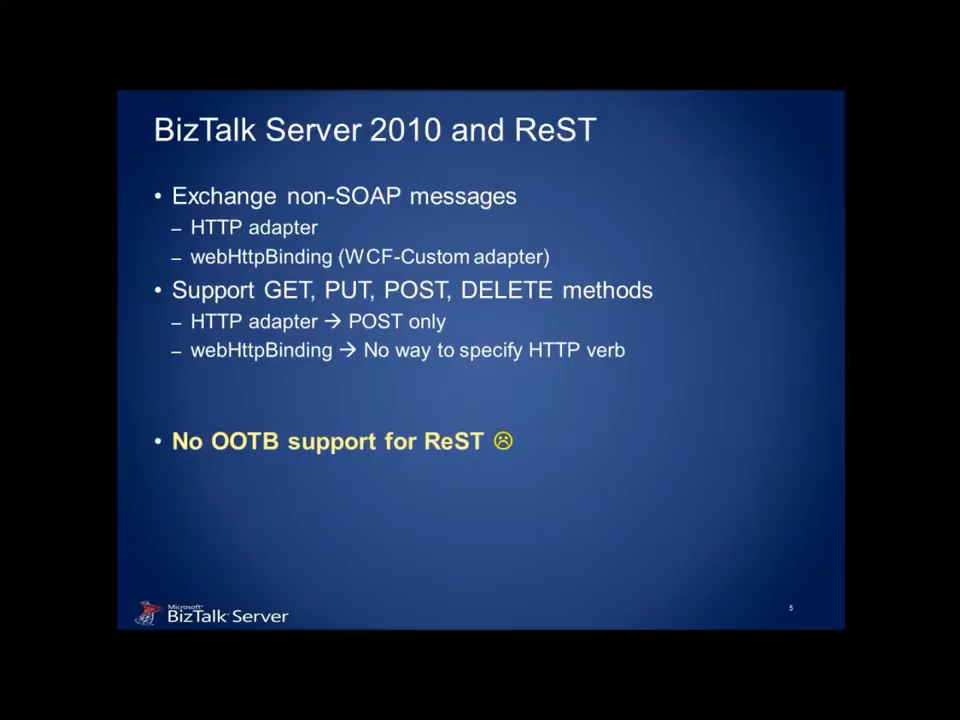 BizTalk Server 2010 and ReST
• Exchange non-SOAP messages
– HTTP adapter
– webHttpBinding (WCF-Custom adapter)
• Support GET, PUT, POST, DELETE methods
– HTTP adapter → POST only
– webHttpBinding → No way to specify HTTP verb
• No OOTB support for ReST ☹
Microsoft®
BizTalk Server
5